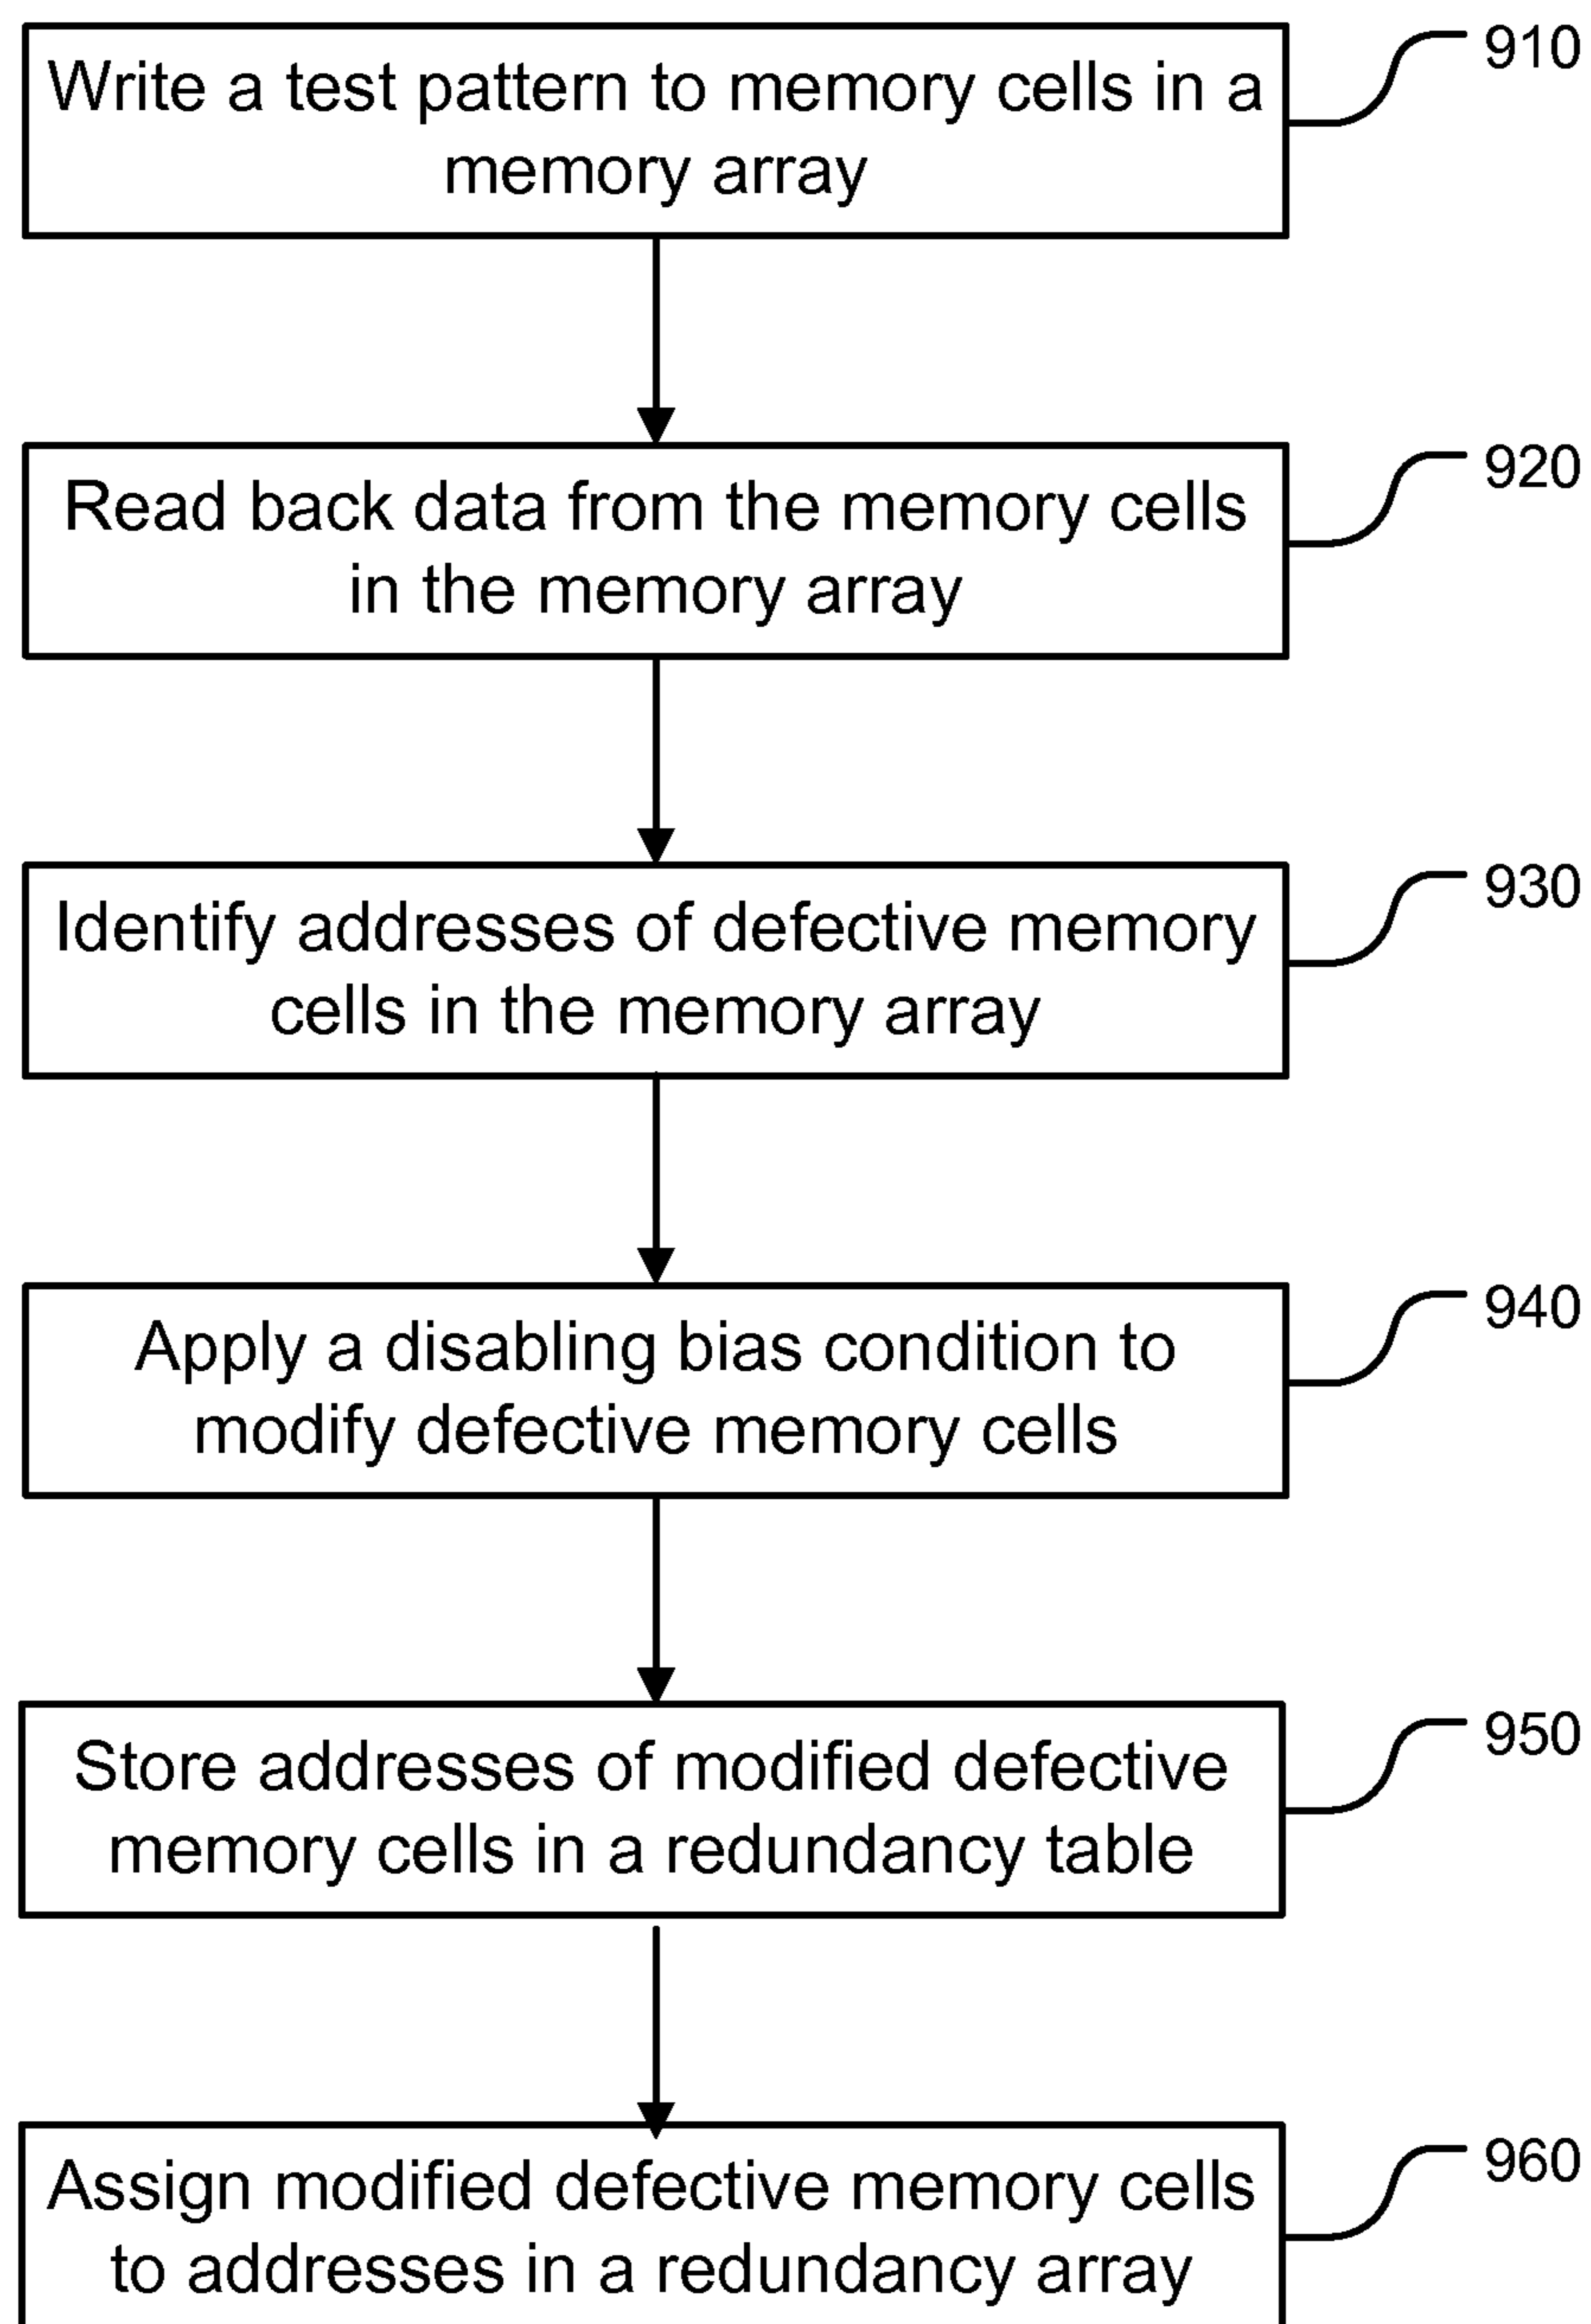 Write a test pattern to memory cells in a
memory array
910
Read back data from the memory cells
in the memory array
920
Identify addresses of defective memory
cells in the memory array
930
Apply a disabling bias condition to
modify defective memory cells
940
Store addresses of modified defective
memory cells in a redundancy table
950
Assign modified defective memory cells
to addresses in a redundancy array
960